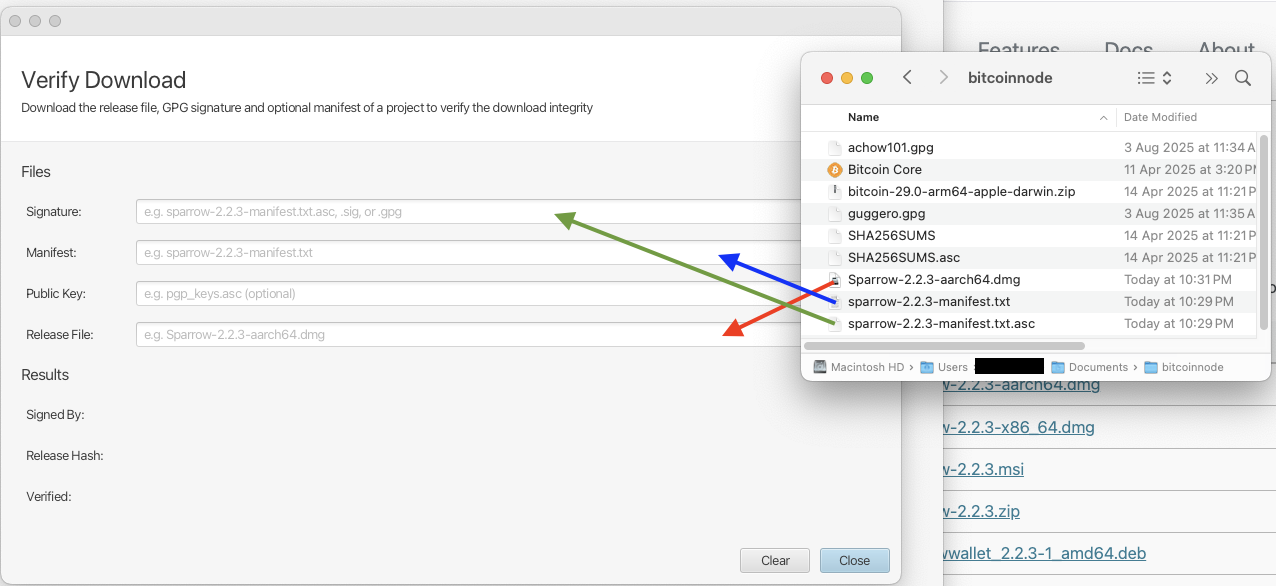 Verify Download
Download the release file, GPG signature and optional manifest of a project to verify the download integrity
Files
Signature: e.g. sparrow-2.2.3-manifest.txt.asc, .sig, or .gpg
Manifest: e.g. sparrow-2.2.3-manifest.txt
Public Key: e.g. pgp_keys.asc (optional)
Release File: e.g. Sparrow-2.2.3-aarch64.dmg
Results
Signed By:
Release Hash:
Verified:
Clear Close
Features Docs About
bitcoinnode
Name Date Modified
achow101.gpg 3 Aug 2025 at 11:34 A
Bitcoin Core 11 Apr 2025 at 3:20 P
bitcoin-29.0-arm64-apple-darwin.zip 14 Apr 2025 at 11:21 P
guggero.gpg 3 Aug 2025 at 11:35 A
SHA256SUMS 14 Apr 2025 at 11:21 P
SHA256SUMS.asc 14 Apr 2025 at 11:21 P
Sparrow-2.2.3-aarch64.dmg Today at 10:31 PM
sparrow-2.2.3-manifest.txt Today at 10:29 PM
sparrow-2.2.3-manifest.txt.asc Today at 10:29 PM
Macintosh HD › Users › Documents › bitcoinnode
w-2.2.3-aarch64.dmg
w-2.2.3-x86_64.dmg
w-2.2.3.msi
w-2.2.3.zip
wwallet_2.2.3-1_amd64.deb